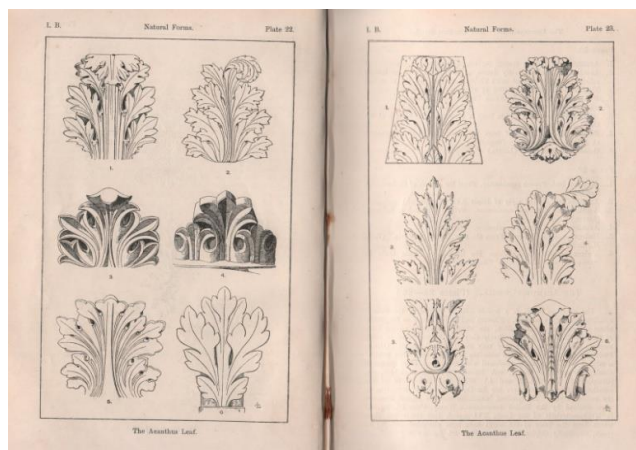 I. B.
Natural Forms.
Plate 22.
1.
2.
3.
4.
5.
6.
The Acanthus Leaf.
I. B.
Natural Forms.
Plate 23.
1.
2.
3.
4.
5.
6.
The Acanthus Leaf.